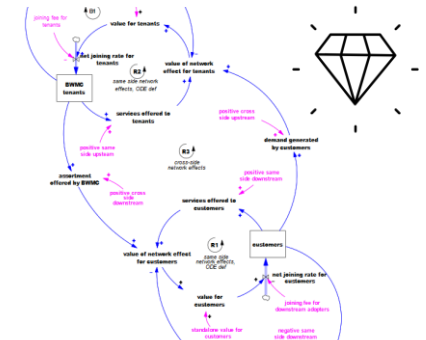 B1
joining fee for
tenants
value for tenants
net joining rate for
tenants
value of network
effect for tenants
R2
same side network
effects, ODE def
BWMC
tenants
services offered to
tenants
positive cross
side upstream
demand generated
by customers
positive same
side upstream
R3
cross-side
network effects
positive same
side downstream
assortment
offered by BWMC
positive cross
side
downstream
services offered to
customers
R1
same side
network effects,
ODE def
customers
value of network effect
for customers
net joining rate for
customers
value for
customers
joining fee for
downstream adopters
standalone value for
customers
negative same
side downstream